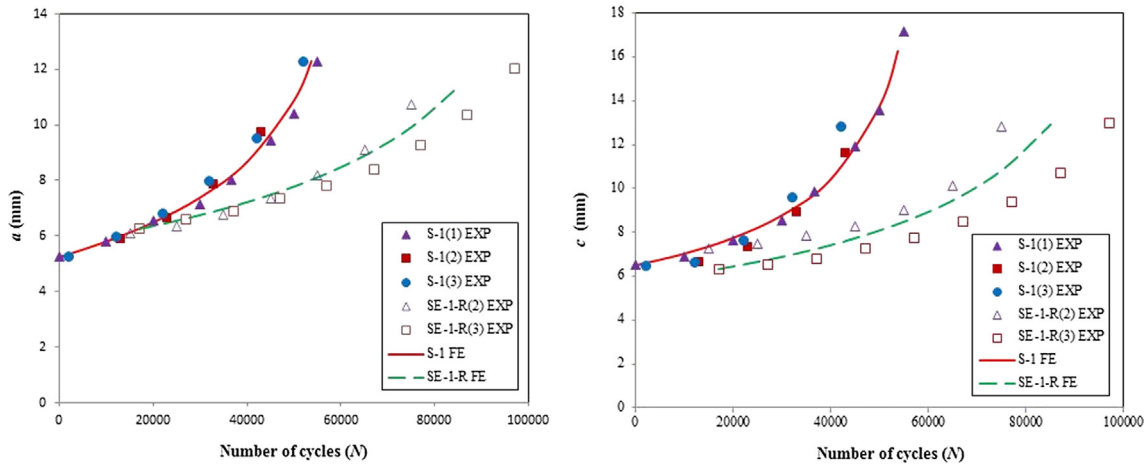 14
12
10
8
6
4
2
0
a (mm)
0 20000 40000 60000 80000 100000
Number of cycles (N)
S-1(1) EXP
S-1(2) EXP
S-1(3) EXP
SE-1-R(2) EXP
SE-1-R(3) EXP
S-1 FE
SE-1-R FE
18
16
14
12
10
8
6
4
2
0
c (mm)
0 20000 40000 60000 80000 100000
Number of cycles (N)
S-1(1) EXP
S-1(2) EXP
S-1(3) EXP
SE-1-R(2) EXP
SE-1-R(3) EXP
S-1 FE
SE-1-R FE